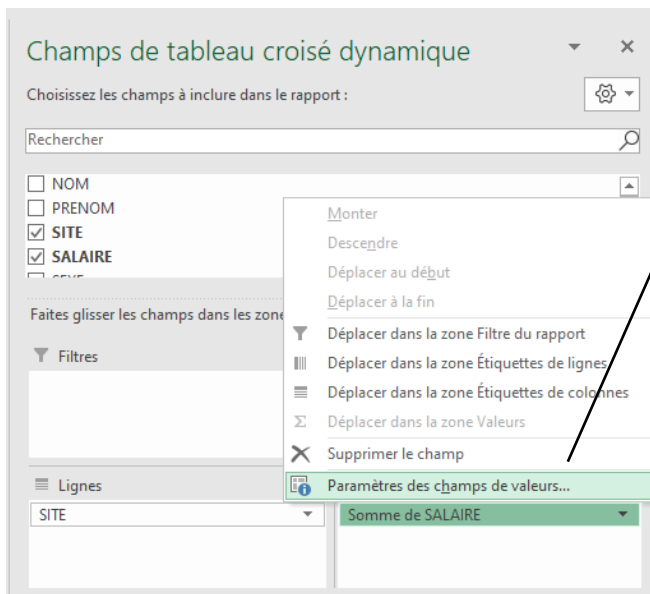 Champs de tableau croisé dynamique
Choisissez les champs à inclure dans le rapport :
Rechercher
NOM
PRENOM
SITE
SALAIRE
Monter
Descendre
Déplacer au début
Déplacer à la fin
Déplacer dans la zone Filtre du rapport
Déplacer dans la zone Étiquettes de lignes
Déplacer dans la zone Étiquettes de colonnes
Déplacer dans la zone Valeurs
Supprimer le champ
Paramètres des champs de valeurs...
Faites glisser les champs dans les zone
Filtres
Lignes
SITE
Somme de SALAIRE